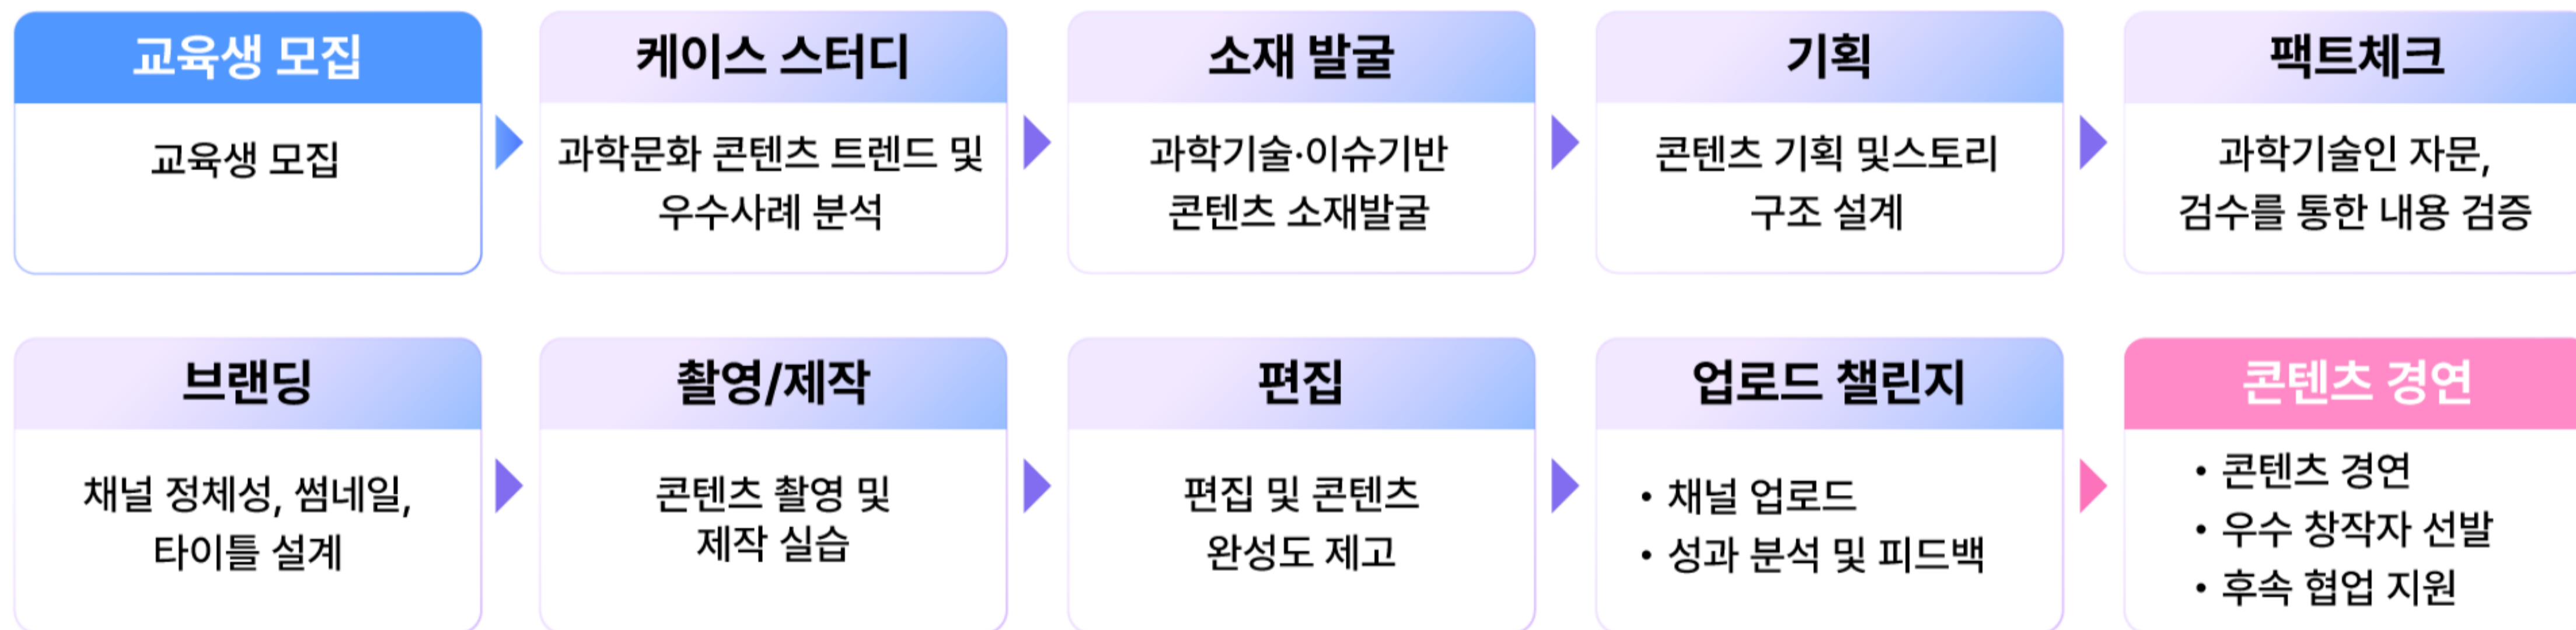 교육생 모집
교육생 모집
케이스 스터디
과학문화 콘텐츠 트렌드 및
우수사례 분석
소재 발굴
과학기술·이슈기반
콘텐츠 소재발굴
기획
콘텐츠 기획 및스토리
구조 설계
팩트체크
과학기술인 자문,
검수를 통한 내용 검증
브랜딩
채널 정체성, 썸네일,
타이틀 설계
촬영/제작
콘텐츠 촬영 및
제작 실습
편집
편집 및 콘텐츠
완성도 제고
업로드 챌린지
• 채널 업로드
• 성과 분석 및 피드백
콘텐츠 경연
• 콘텐츠 경연
• 우수 창작자 선발
• 후속 협업 지원